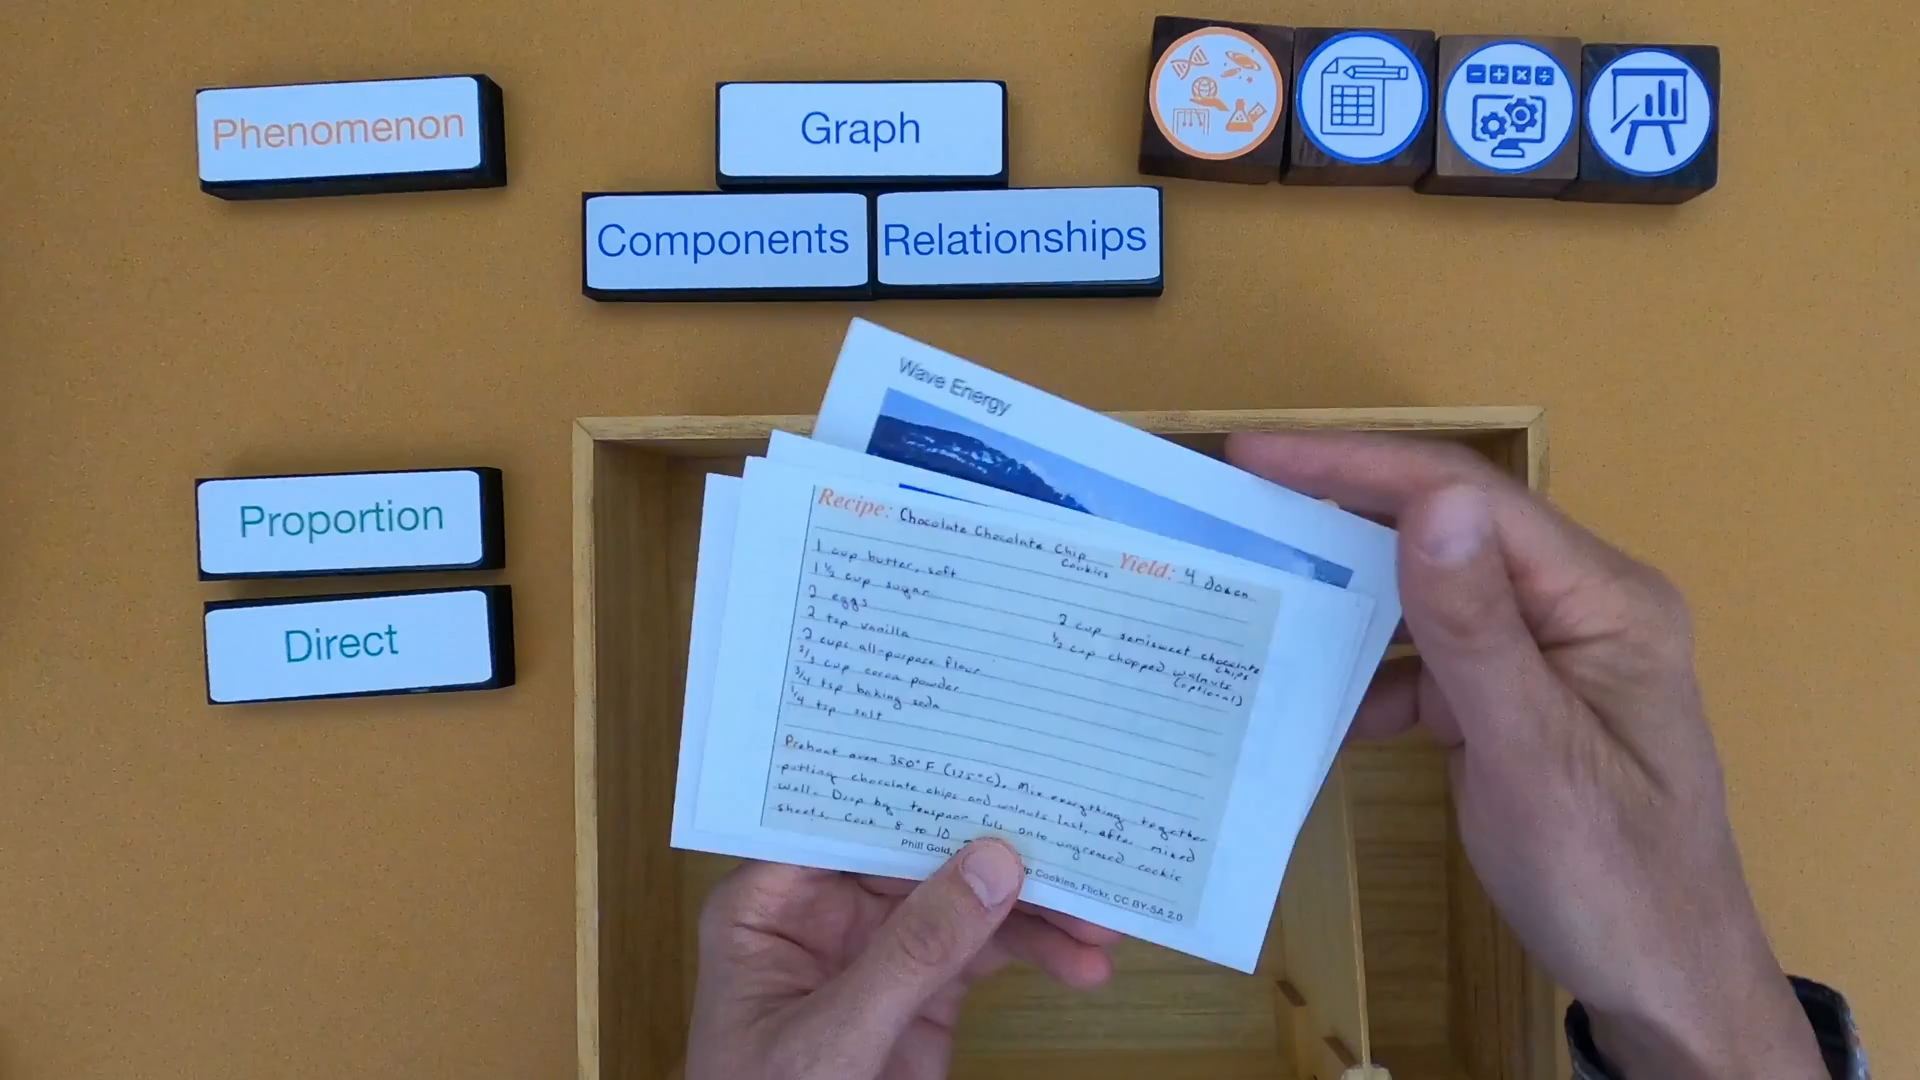 Phenomenon
Graph
Components
Relationships
Proportion
Direct
Wave Energy
Recipe: Chocolate Chocolate Chip Cookies
Yield: 4 dozen
1 cup butter, soft
1 ½ cup sugar
2 eggs
2 tsp vanilla
2 cups all-purpose flour
2/3 cup cocoa powder
3/4 tsp baking soda
1/4 tsp salt
2 cup semisweet chocolate chips
½ cup chopped walnuts (optional)
Preheat oven 350°F (175°C). Mix everything together
putting chocolate chips and walnuts last, after mixed
well. Drop by teaspoon fuls onto ungreased cookie
sheets. Cook 8 to 10
Phill Gold, Cookies, Flickr, CC BY-SA 2.0